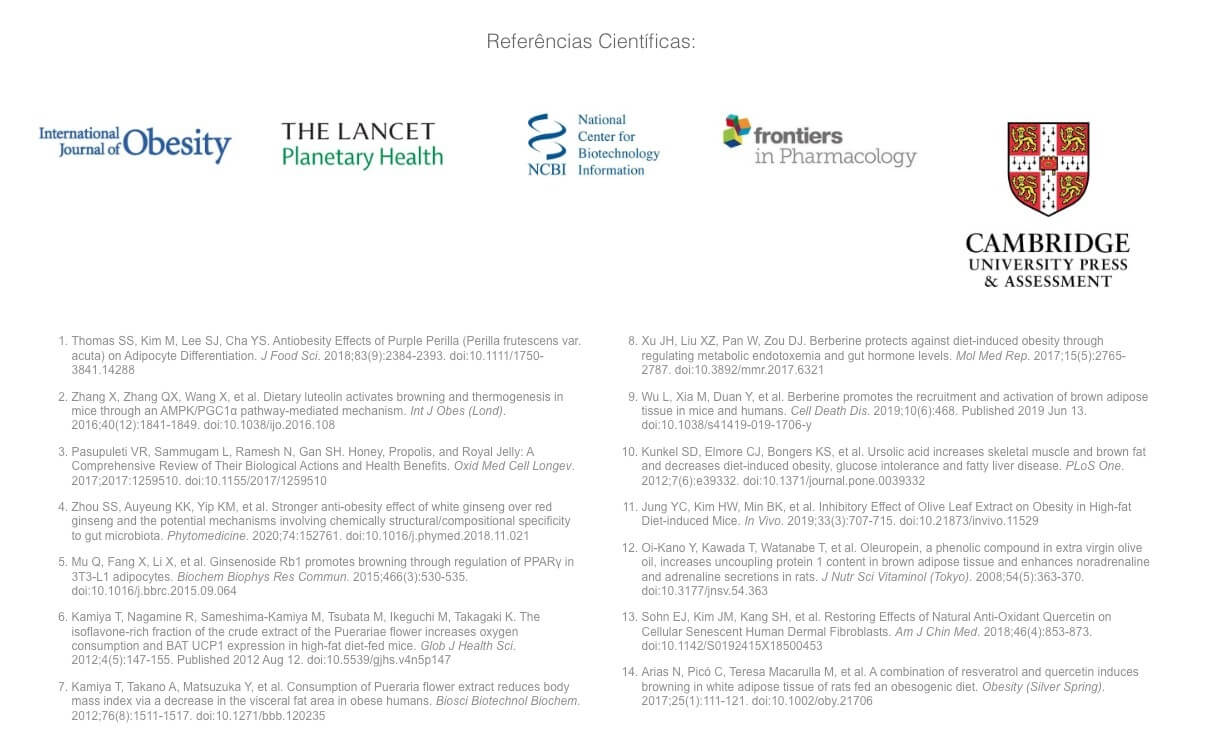 Referências Científicas:
International
Journal of Obesity
THE LANCET
Planetary Health
NCBI
National
Center for
Biotechnology
Information
frontiers
in Pharmacology
CAMBRIDGE
UNIVERSITY PRESS
& ASSESSMENT
1. Thomas SS, Kim M, Lee SJ, Cha YS. Antiobesity Effects of Purple Perilla (Perilla frutescens var.
acuta) on Adipocyte Differentiation. J Food Sci. 2018;83(9):2384-2393. doi:10.1111/1750-
3841.14288
2. Zhang X, Zhang QX, Wang X, et al. Dietary luteolin activates browning and thermogenesis in
mice through an AMPK/PGC1α pathway-mediated mechanism. Int J Obes (Lond).
2016;40(12):1841-1849. doi:10.1038/ijo.2016.108
3. Pasupuleti VR, Sammugam L, Ramesh N, Gan SH. Honey, Propolis, and Royal Jelly: A
Comprehensive Review of Their Biological Actions and Health Benefits. Oxid Med Cell Longev.
2017;2017:1259510. doi:10.1155/2017/1259510
4. Zhou SS, Auyeung KK, Yip KM, et al. Stronger anti-obesity effect of white ginseng over red
ginseng and the potential mechanisms involving chemically structural/compositional specificity
to gut microbiota. Phytomedicine. 2020;74:152761. doi:10.1016/j.phymed.2018.11.021
5. Mu Q, Fang X, Li X, et al. Ginsenoside Rb1 promotes browning through regulation of PPARγ in
3T3-L1 adipocytes. Biochem Biophys Res Commun. 2015;466(3):530-535.
doi:10.1016/j.bbrc.2015.09.064
6. Kamiya T, Nagamine R, Sameshima-Kamiya M, Tsubata M, Ikeguchi M, Takagaki K. The
isoflavone-rich fraction of the crude extract of the Puerariae flower increases oxygen
consumption and BAT UCP1 expression in high-fat diet-fed mice. Glob J Health Sci.
2012;4(5):147-155. Published 2012 Aug 12. doi:10.5539/gjhs.v4n5p147
7. Kamiya T, Takano A, Matsuzuka Y, et al. Consumption of Pueraria flower extract reduces body
mass index via a decrease in the visceral fat area in obese humans. Biosci Biotechnol Biochem.
2012;76(8):1511-1517. doi:10.1271/bbb.120235
8. Xu JH, Liu XZ, Pan W, Zou DJ. Berberine protects against diet-induced obesity through
regulating metabolic endotoxemia and gut hormone levels. Mol Med Rep. 2017;15(5):2765-
2787. doi:10.3892/mmr.2017.6321
9. Wu L, Xia M, Duan Y, et al. Berberine promotes the recruitment and activation of brown adipose
tissue in mice and humans. Cell Death Dis. 2019;10(6):468. Published 2019 Jun 13.
doi:10.1038/s41419-019-1706-y
10. Kunkel SD, Elmore CJ, Bongers KS, et al. Ursolic acid increases skeletal muscle and brown fat
and decreases diet-induced obesity, glucose intolerance and fatty liver disease. PLoS One.
2012;7(6):e39332. doi:10.1371/journal.pone.0039332
11. Jung YC, Kim HW, Min BK, et al. Inhibitory Effect of Olive Leaf Extract on Obesity in High-fat
Diet-induced Mice. In Vivo. 2019;33(3):707-715. doi:10.21873/invivo.11529
12. Oi-Kano Y, Kawada T, Watanabe T, et al. Oleuropein, a phenolic compound in extra virgin olive
oil, increases uncoupling protein 1 content in brown adipose tissue and enhances noradrenaline
and adrenaline secretions in rats. J Nutr Sci Vitaminol (Tokyo). 2008;54(5):363-370.
doi:10.3177/jnsv.54.363
13. Sohn EJ, Kim JM, Kang SH, et al. Restoring Effects of Natural Anti-Oxidant Quercetin on
Cellular Senescent Human Dermal Fibroblasts. Am J Chin Med. 2018;46(4):853-873.
doi:10.1142/S0192415X18500453
14. Arias N, Picó C, Teresa Macarulla M, et al. A combination of resveratrol and quercetin induces
browning in white adipose tissue of rats fed an obesogenic diet. Obesity (Silver Spring).
2017;25(1):111-121. doi:10.1002/oby.21706